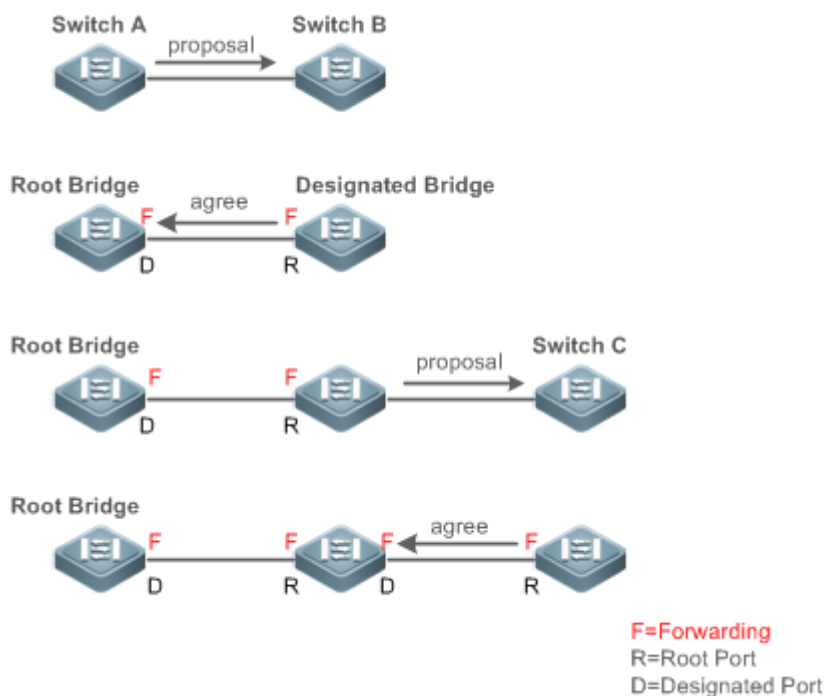 Switch A Switch B
proposal
Root Bridge Designated Bridge
F agree F
D R
Root Bridge Switch C
F F proposal
D R
Root Bridge
F F F agree F
D R D R
F=Forwarding
R=Root Port
D=Designated Port